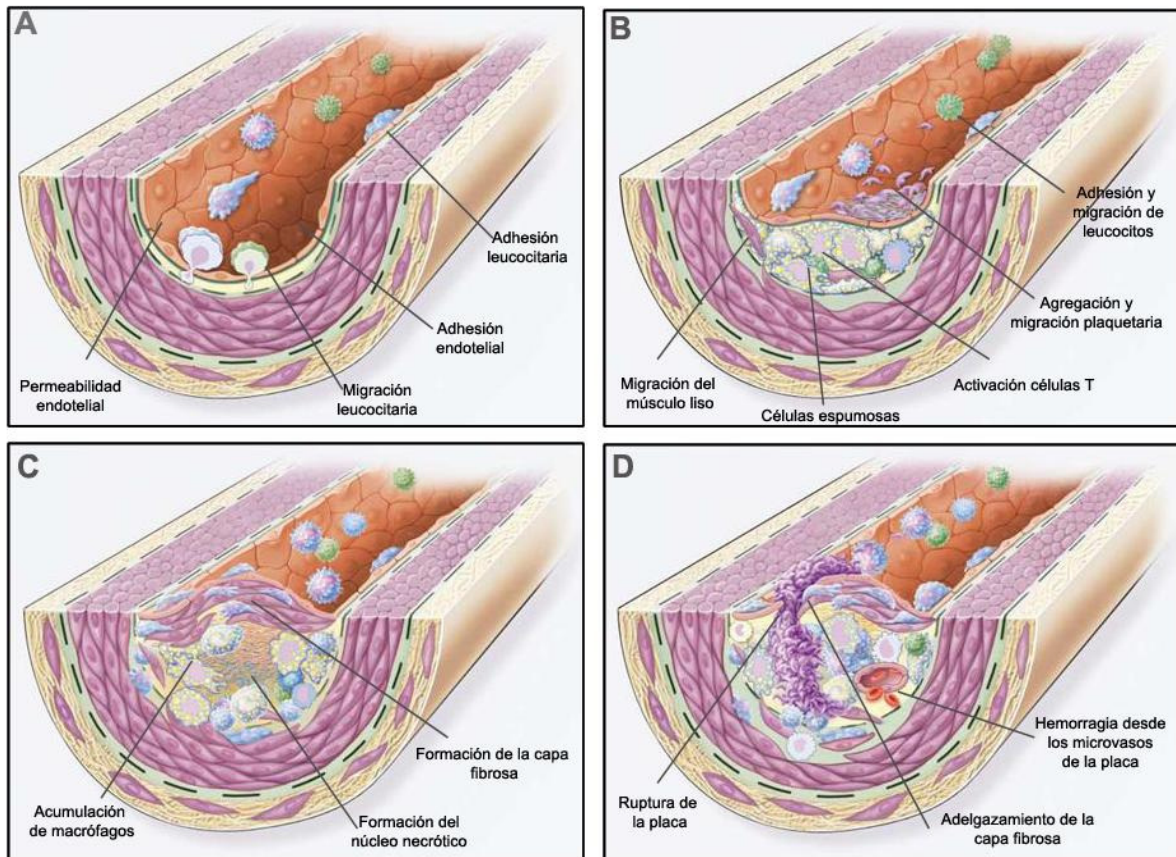 A
Adhesión
leucocitaria
Adhesión
endotelial
Permeabilidad
endotelial
Migración
leucocitaria
B
Adhesión y
migración de
leucocitos
Agregación y
migración plaquetaria
Activación células T
Migración del
músculo liso
Células espumosas
C
Formación de la capa
fibrosa
Acumulación
de macrófagos
Formación del
núcleo necrótico
D
Hemorragia desde
los microvasos
de la placa
Ruptura de
la placa
Adelgazamiento de la
capa fibrosa